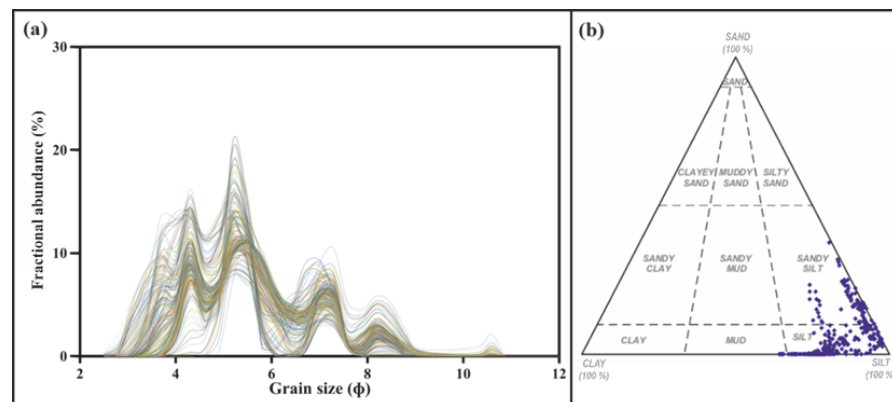 (a)
30
20
10
0
Fractional abundance (%)
2
4
6
8
10
12
Grain size (ϕ)
(b)
SAND
(100 %)
SAND
CLAYEY
SAND
MUDDY
SAND
SILTY
SAND
SANDY
CLAY
SANDY
MUD
SANDY
SILT
CLAY
MUD
SILT
CLAY
(100 %)
SILT
(100 %)